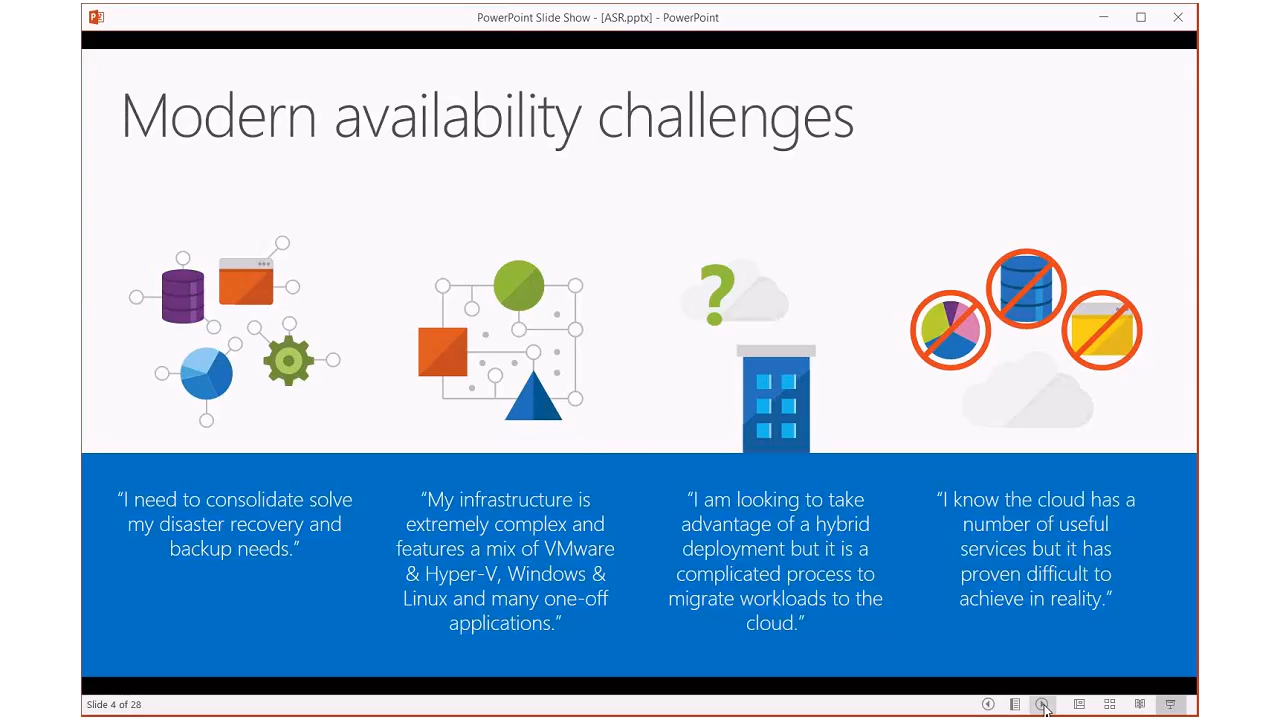 PowerPoint Slide Show - [ASR.pptx] - PowerPoint
Modern availability challenges
?
“I need to consolidate solve
my disaster recovery and
backup needs.”
“My infrastructure is
extremely complex and
features a mix of VMware
& Hyper-V, Windows &
Linux and many one-off
applications.”
“I am looking to take
advantage of a hybrid
deployment but it is a
complicated process to
migrate workloads to the
cloud.”
“I know the cloud has a
number of useful
services but it has
proven difficult to
achieve in reality.”
Slide 4 of 28